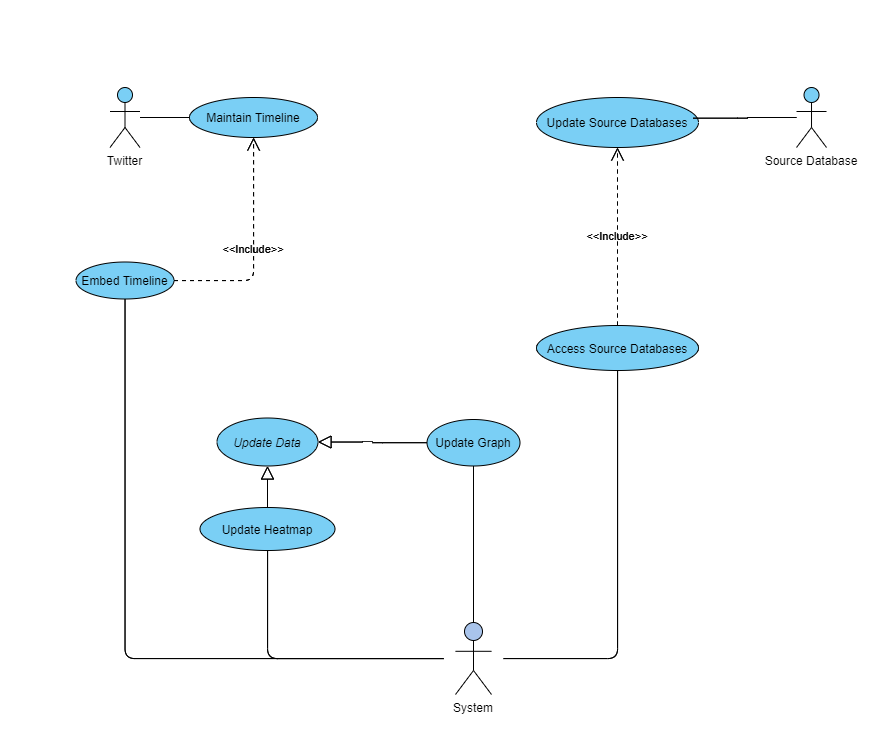 Maintain Timeline
Update Source Databases
Twitter
Source Database
<<Include>>
<<Include>>
Embed Timeline
Access Source Databases
Update Data
Update Graph
Update Heatmap
System